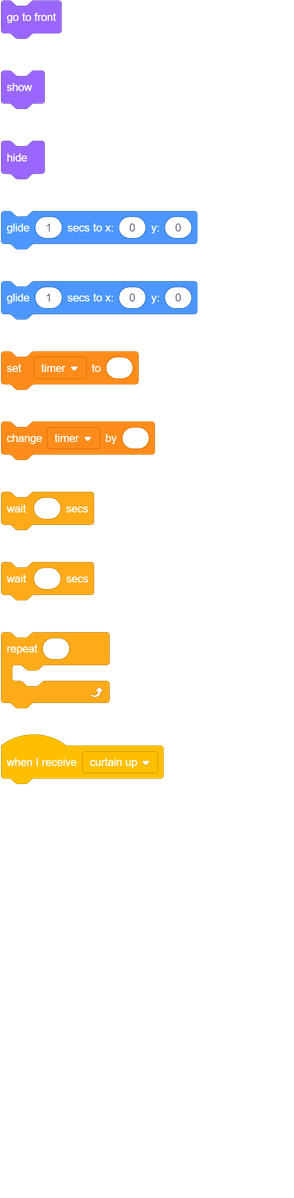 go to front
show
hide
glide 1 secs to x: 0 y: 0
glide 1 secs to x: 0 y: 0
set timer to
change timer by
wait secs
wait secs
repeat
when I receive curtain up